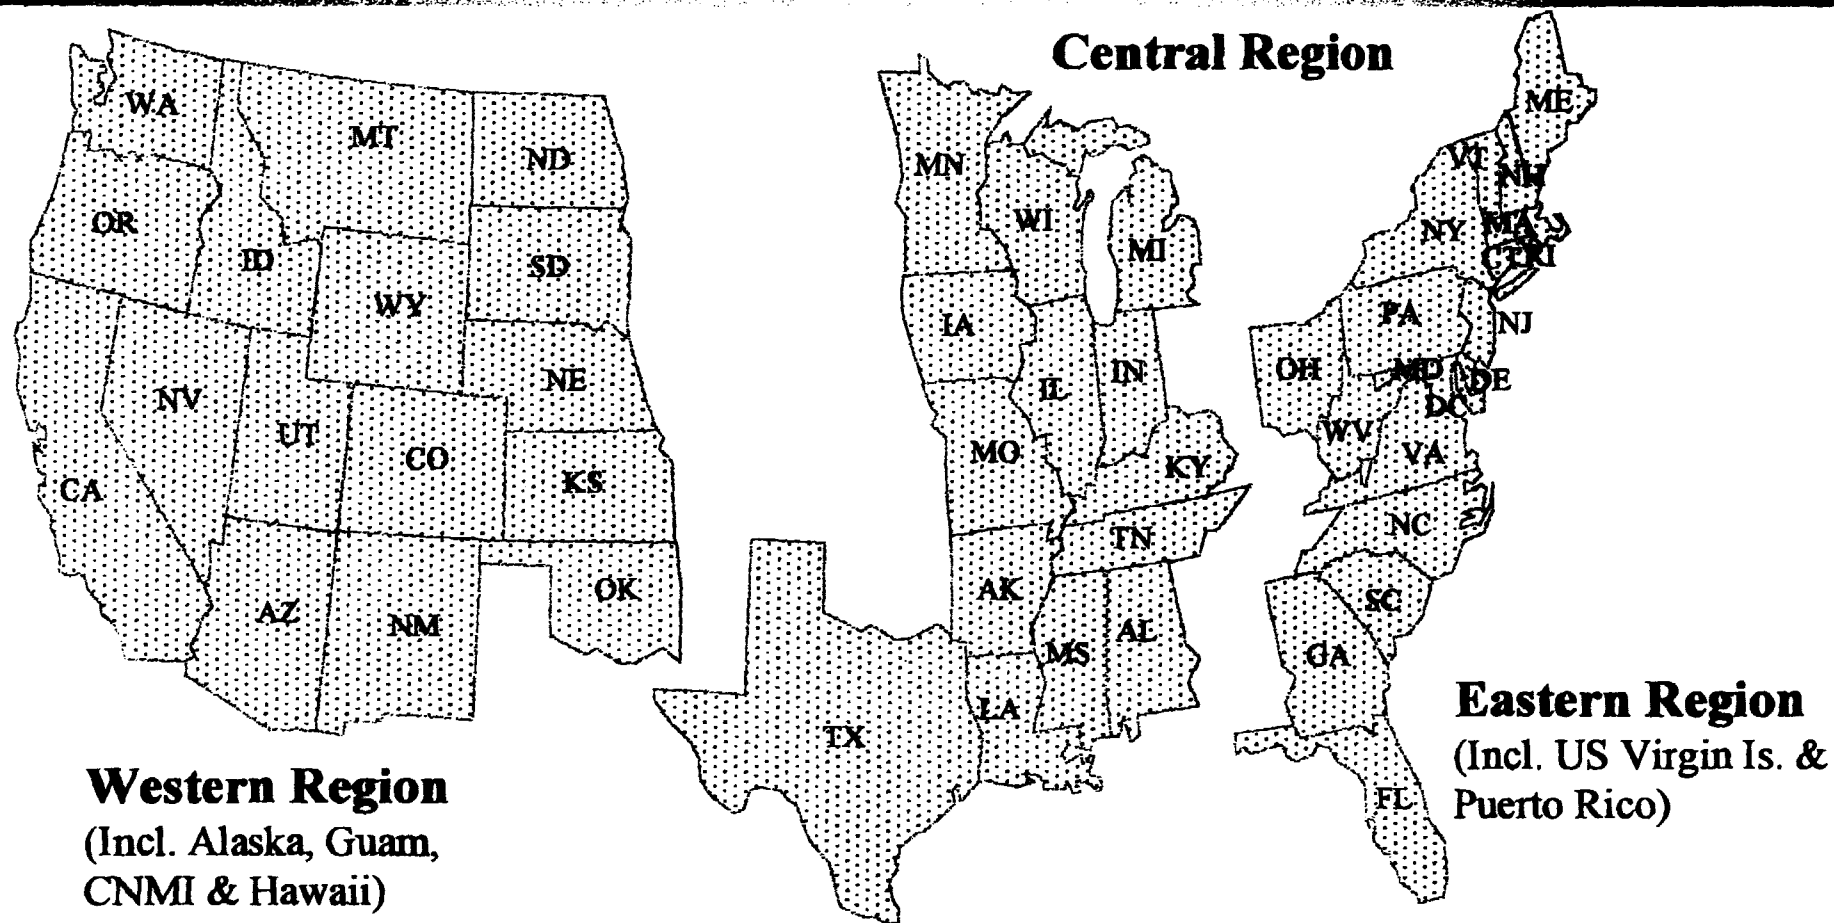 Central Region
WA
MT
ND
OR
ID
SD
WY
NE
NV
UT
CO
KS
CA
AZ
NM
OK
MN
WI
MI
IA
IL
IN
MO
KY
TN
AK
MS
AL
LA
TX
ME
VT
NH
NY
MA
CT
RI
PA
NJ
OH
MD
DE
DC
WV
VA
NC
SC
GA
FL
Western Region
(Incl. Alaska, Guam,
CNMI & Hawaii)
Eastern Region
(Incl. US Virgin Is. &
Puerto Rico)